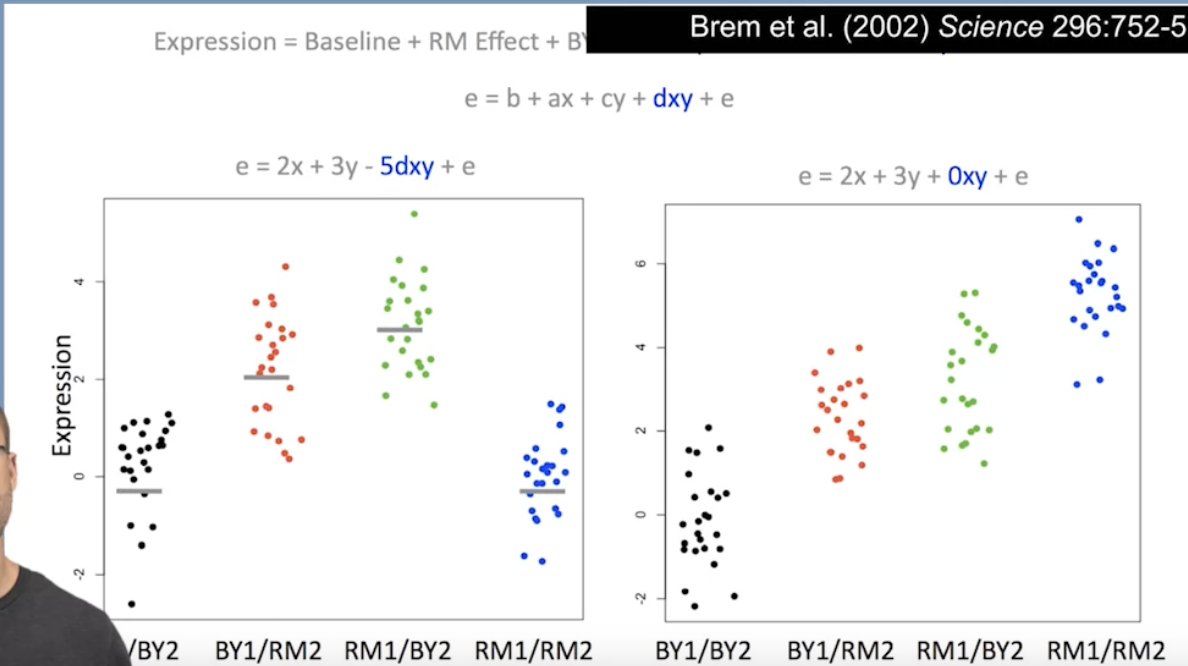 Brem et al. (2002) Science 296:752-5
Expression = Baseline + RM Effect + BY
e = b + ax + cy + dxy + e
e = 2x + 3y - 5dxy + e
e = 2x + 3y + 0xy + e
Expression
4
2
0
-2
6
4
2
0
-2
/BY2 BY1/RM2 RM1/BY2 RM1/RM2
BY1/BY2 BY1/RM2 RM1/BY2 RM1/RM2